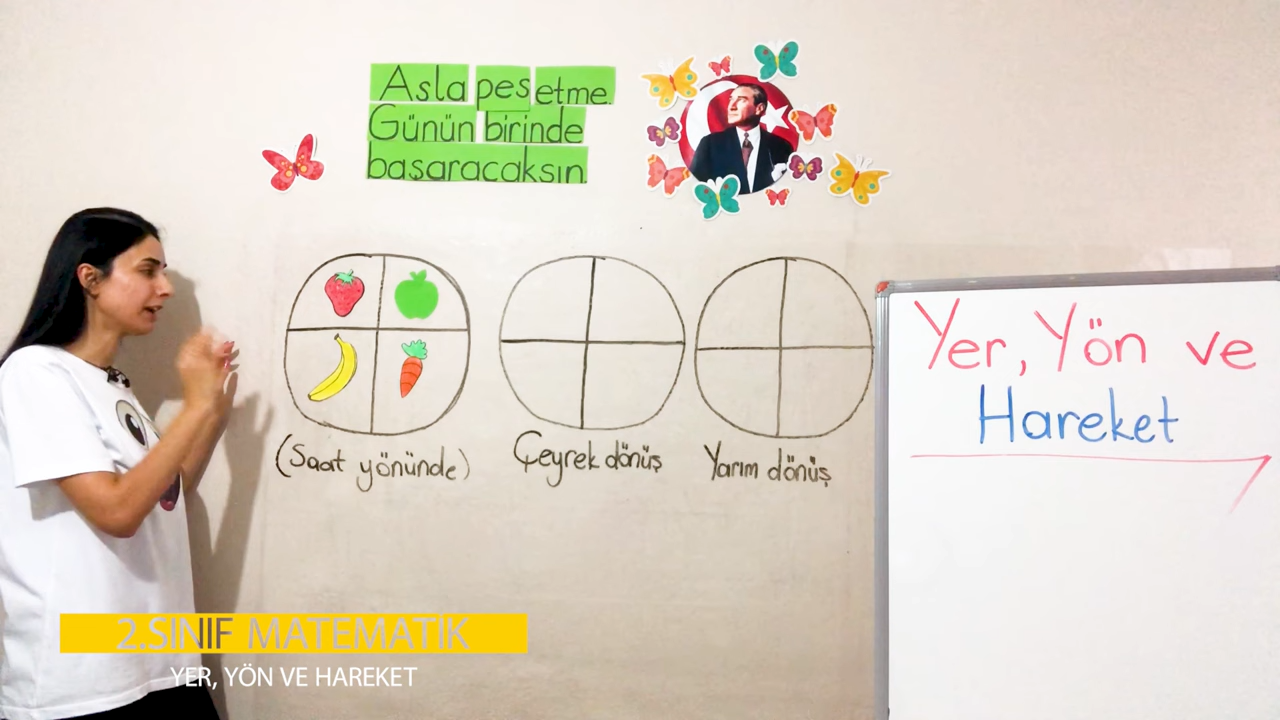 Asla pes etme.
Günün birinde
başaracaksın.
(Saat yönünde)
Çeyrek dönüş
Yarım dönüş
Yer, Yön ve
Hareket
2.SINIF MATEMATİK
YER, YÖN VE HAREKET